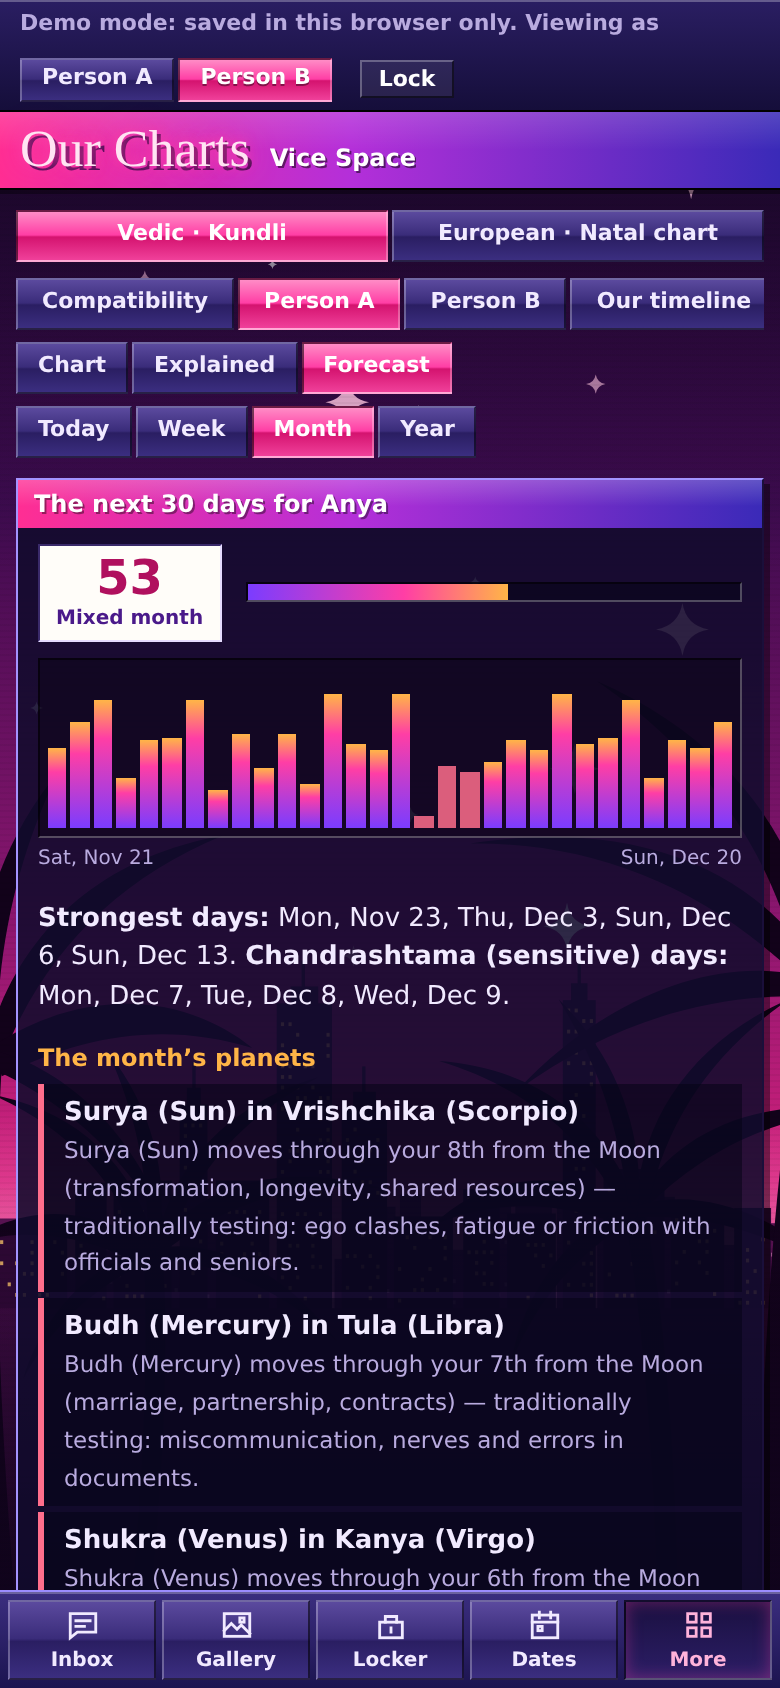 Demo mode: saved in this browser only. Viewing as
Person A Person B Lock
Our Charts Vice Space
Vedic · Kundli European · Natal chart
Compatibility Person A Person B Our timeline
Chart Explained Forecast
Today Week Month Year
The next 30 days for Anya
53
Mixed month
Sat, Nov 21 Sun, Dec 20
Strongest days: Mon, Nov 23, Thu, Dec 3, Sun, Dec
6, Sun, Dec 13. Chandrashtama (sensitive) days:
Mon, Dec 7, Tue, Dec 8, Wed, Dec 9.
The month’s planets
Surya (Sun) in Vrishchika (Scorpio)
Surya (Sun) moves through your 8th from the Moon
(transformation, longevity, shared resources) —
traditionally testing: ego clashes, fatigue or friction with
officials and seniors.
Budh (Mercury) in Tula (Libra)
Budh (Mercury) moves through your 7th from the Moon
(marriage, partnership, contracts) — traditionally
testing: miscommunication, nerves and errors in
documents.
Shukra (Venus) in Kanya (Virgo)
Shukra (Venus) moves through your 6th from the Moon
Inbox Gallery Locker Dates More